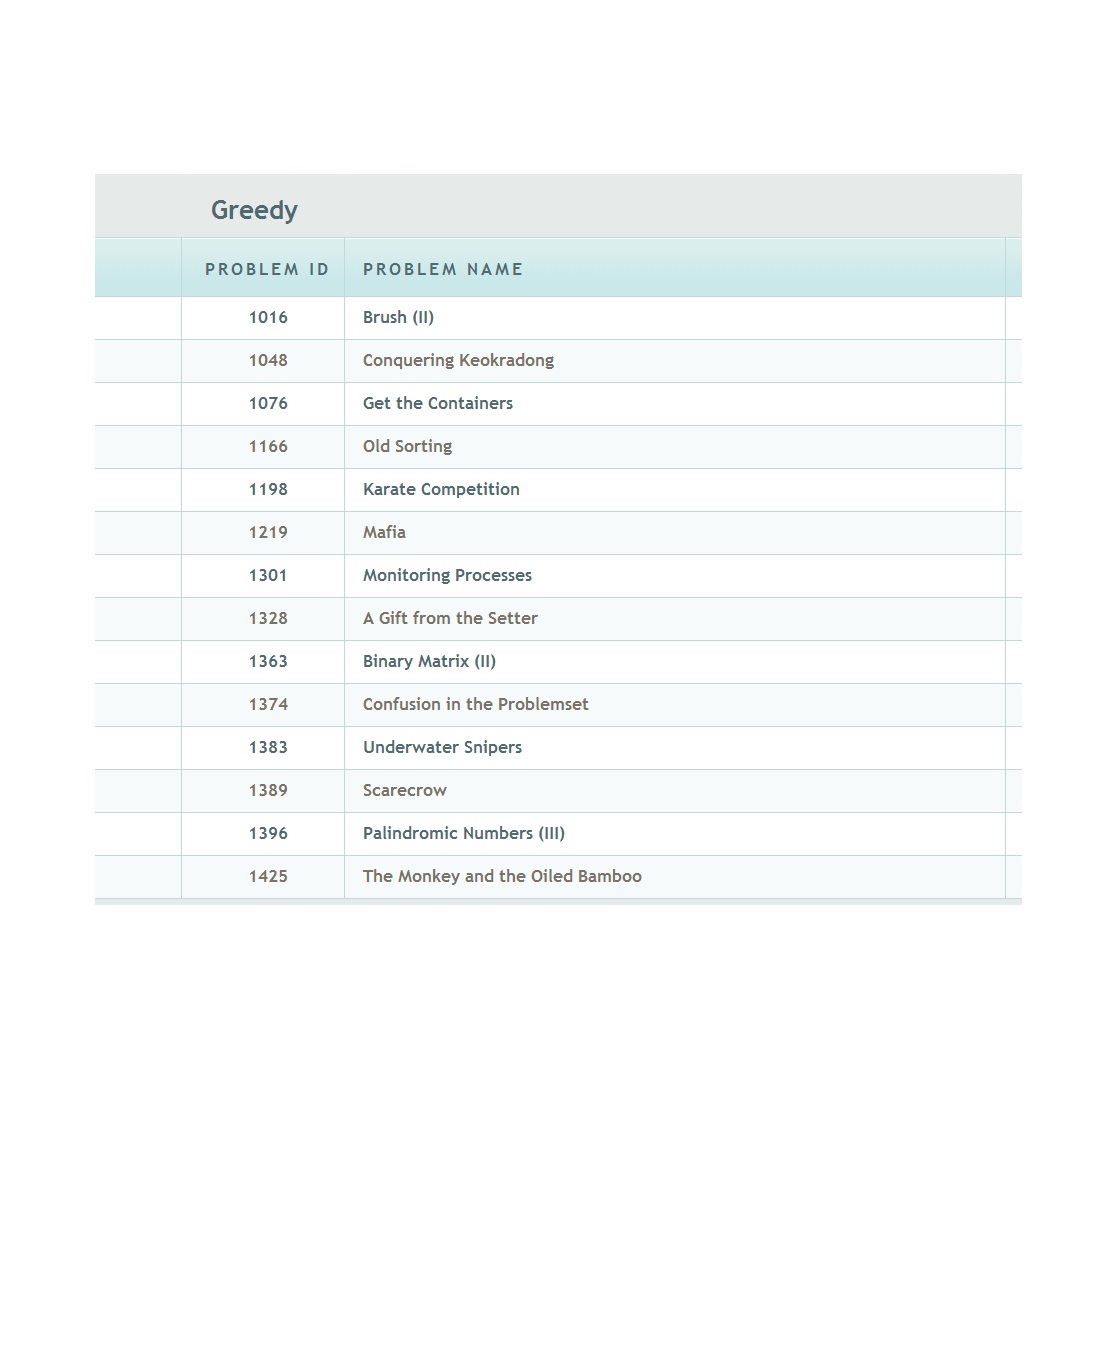 Greedy
PROBLEM ID PROBLEM NAME
1016 Brush (II)
1048 Conquering Keokradong
1076 Get the Containers
1166 Old Sorting
1198 Karate Competition
1219 Mafia
1301 Monitoring Processes
1328 A Gift from the Setter
1363 Binary Matrix (II)
1374 Confusion in the Problemset
1383 Underwater Snipers
1389 Scarecrow
1396 Palindromic Numbers (III)
1425 The Monkey and the Oiled Bamboo